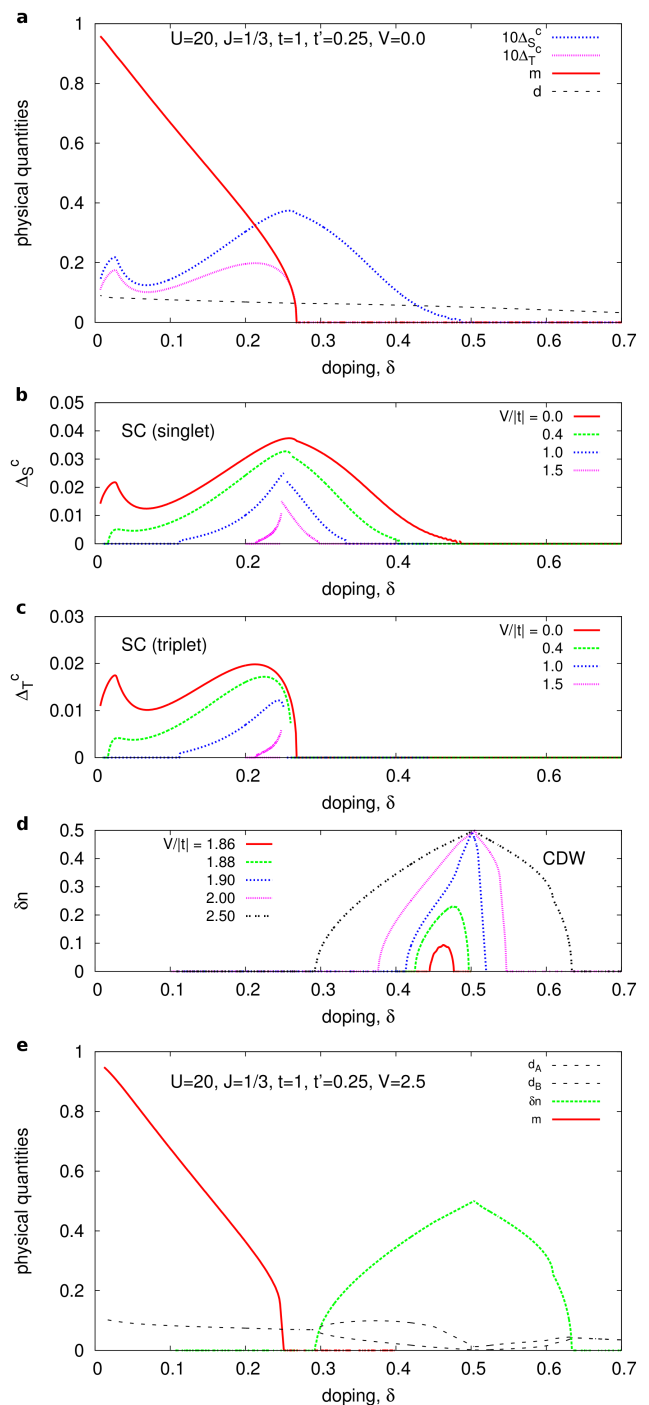 a
U=20, J=1/3, t=1, t'=0.25, V=0.0
10Δ_S^c
10Δ_T^c
m
d
physical quantities
1
0.8
0.6
0.4
0.2
0
0 0.1 0.2 0.3 0.4 0.5 0.6 0.7
doping, δ
b
SC (singlet)
V/|t| = 0.0
0.4
1.0
1.5
Δ_S^c
0.05
0.04
0.03
0.02
0.01
0
0 0.2 0.4 0.6
doping, δ
c
SC (triplet)
V/|t| = 0.0
0.4
1.0
1.5
Δ_T^c
0.03
0.02
0.01
0
0 0.2 0.4 0.6
doping, δ
d
V/|t| = 1.86
1.88
1.90
2.00
2.50
CDW
δn
0.5
0.4
0.3
0.2
0.1
0
0 0.1 0.2 0.3 0.4 0.5 0.6 0.7
doping, δ
e
U=20, J=1/3, t=1, t'=0.25, V=2.5
d_A
d_B
δn
m
physical quantities
1
0.8
0.6
0.4
0.2
0
0 0.1 0.2 0.3 0.4 0.5 0.6 0.7
doping, δ